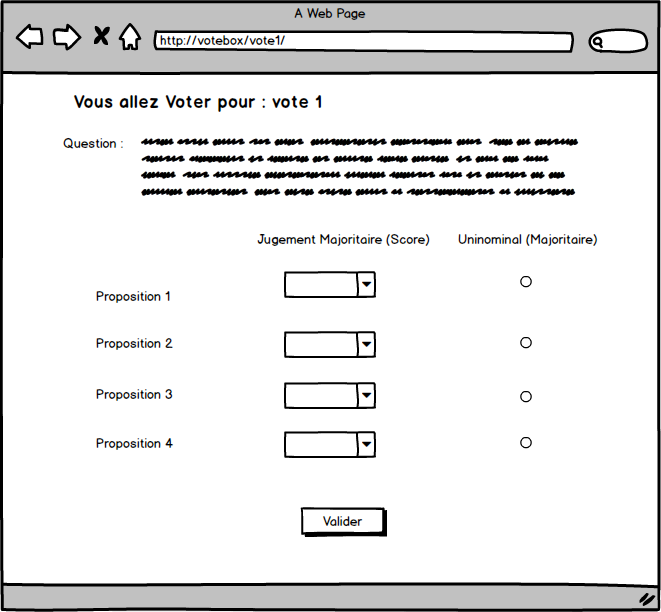 A Web Page
http://votebox/vote1/
Vous allez Voter pour : vote 1
Question :
Jugement Majoritaire (Score) Uninominal (Majoritaire)
Proposition 1
Proposition 2
Proposition 3
Proposition 4
Valider